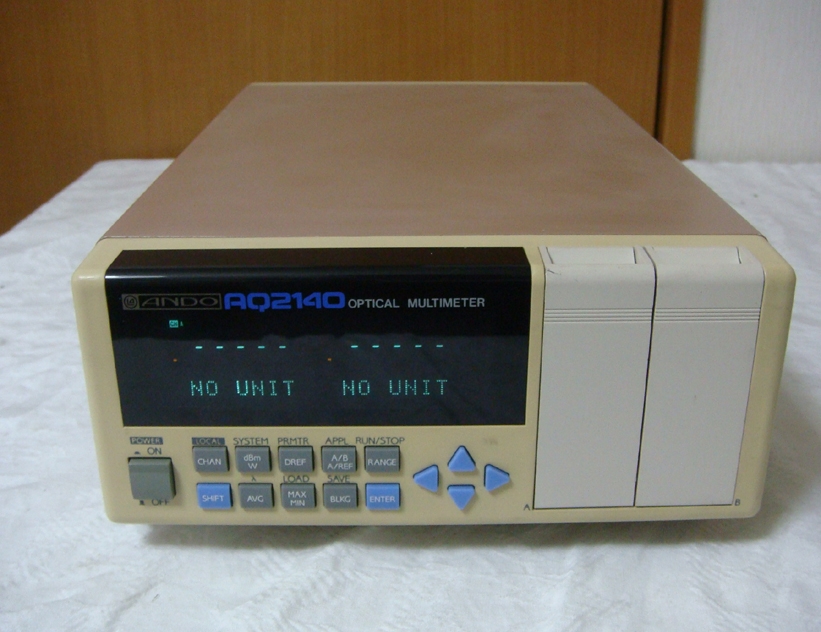 ANDO AQ2140 OPTICAL MULTIMETER
- - - - - - - - - -
NO UNIT NO UNIT
POWER
ON
OFF
LOCAL SYSTEM PRMTR APPL RUN/STOP
CHAN dBm W DREF A/B A/REF RANGE
λ LOAD SAVE
SHIFT AVG MAX MIN BLKG ENTER
A B